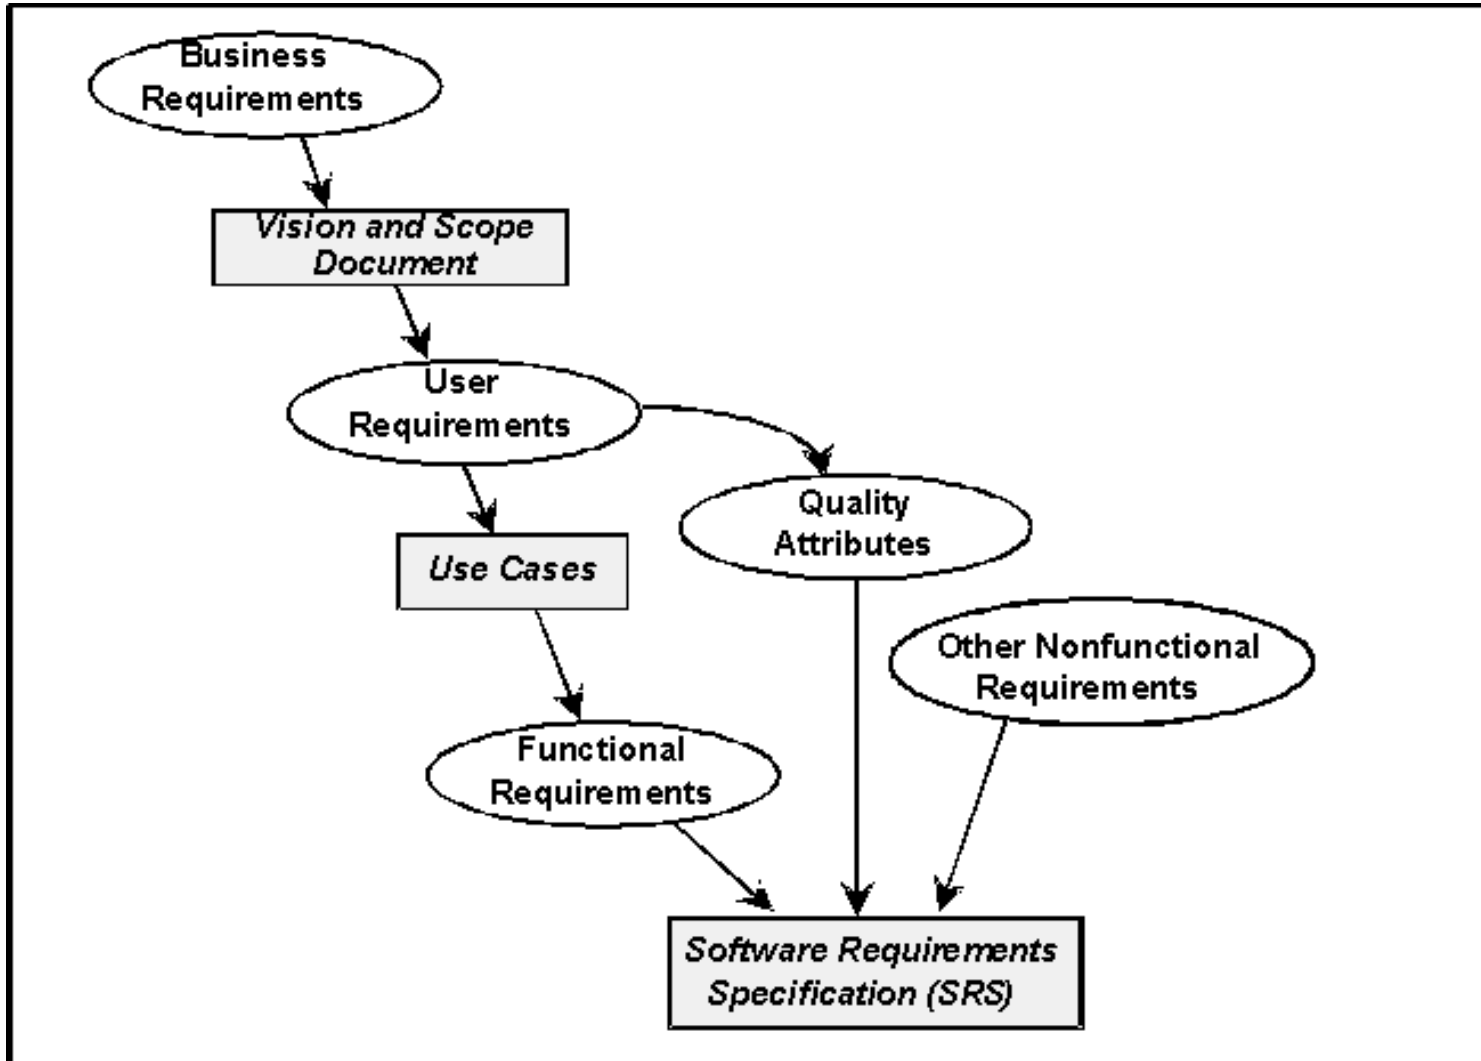 Business
Requirements
Vision and Scope
Document
User
Requirements
Quality
Attributes
Use Cases
Other Nonfunctional
Requirements
Functional
Requirements
Software Requirements
Specification (SRS)